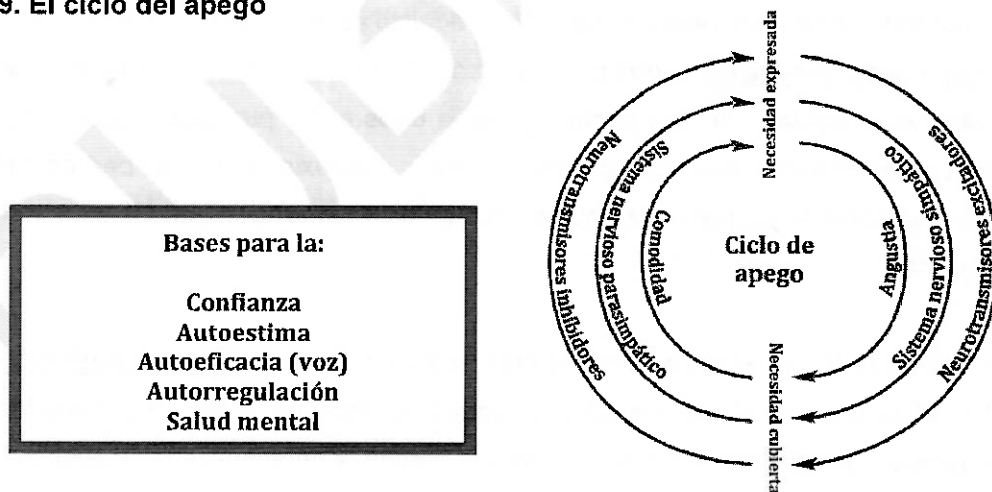 9. El ciclo del apego
Bases para la:
Confianza
Autoestima
Autoeficacia (voz)
Autorregulación
Salud mental
Necesidad expresada
Neurotransmisores inhibidores
Sistema nervioso parasimpático
Comodidad
Ciclo de
apego
Angustia
Sistema nervioso simpático
Neurotransmisores excitadores
Necesidad cubierta